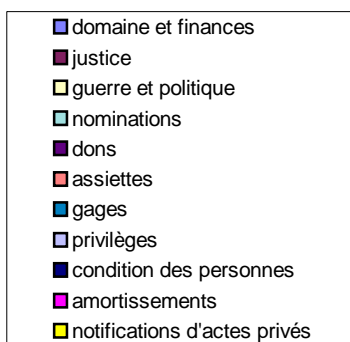 domaine et finances
justice
guerre et politique
nominations
dons
assiettes
gages
privilèges
condition des personnes
amortissements
notifications d'actes privés